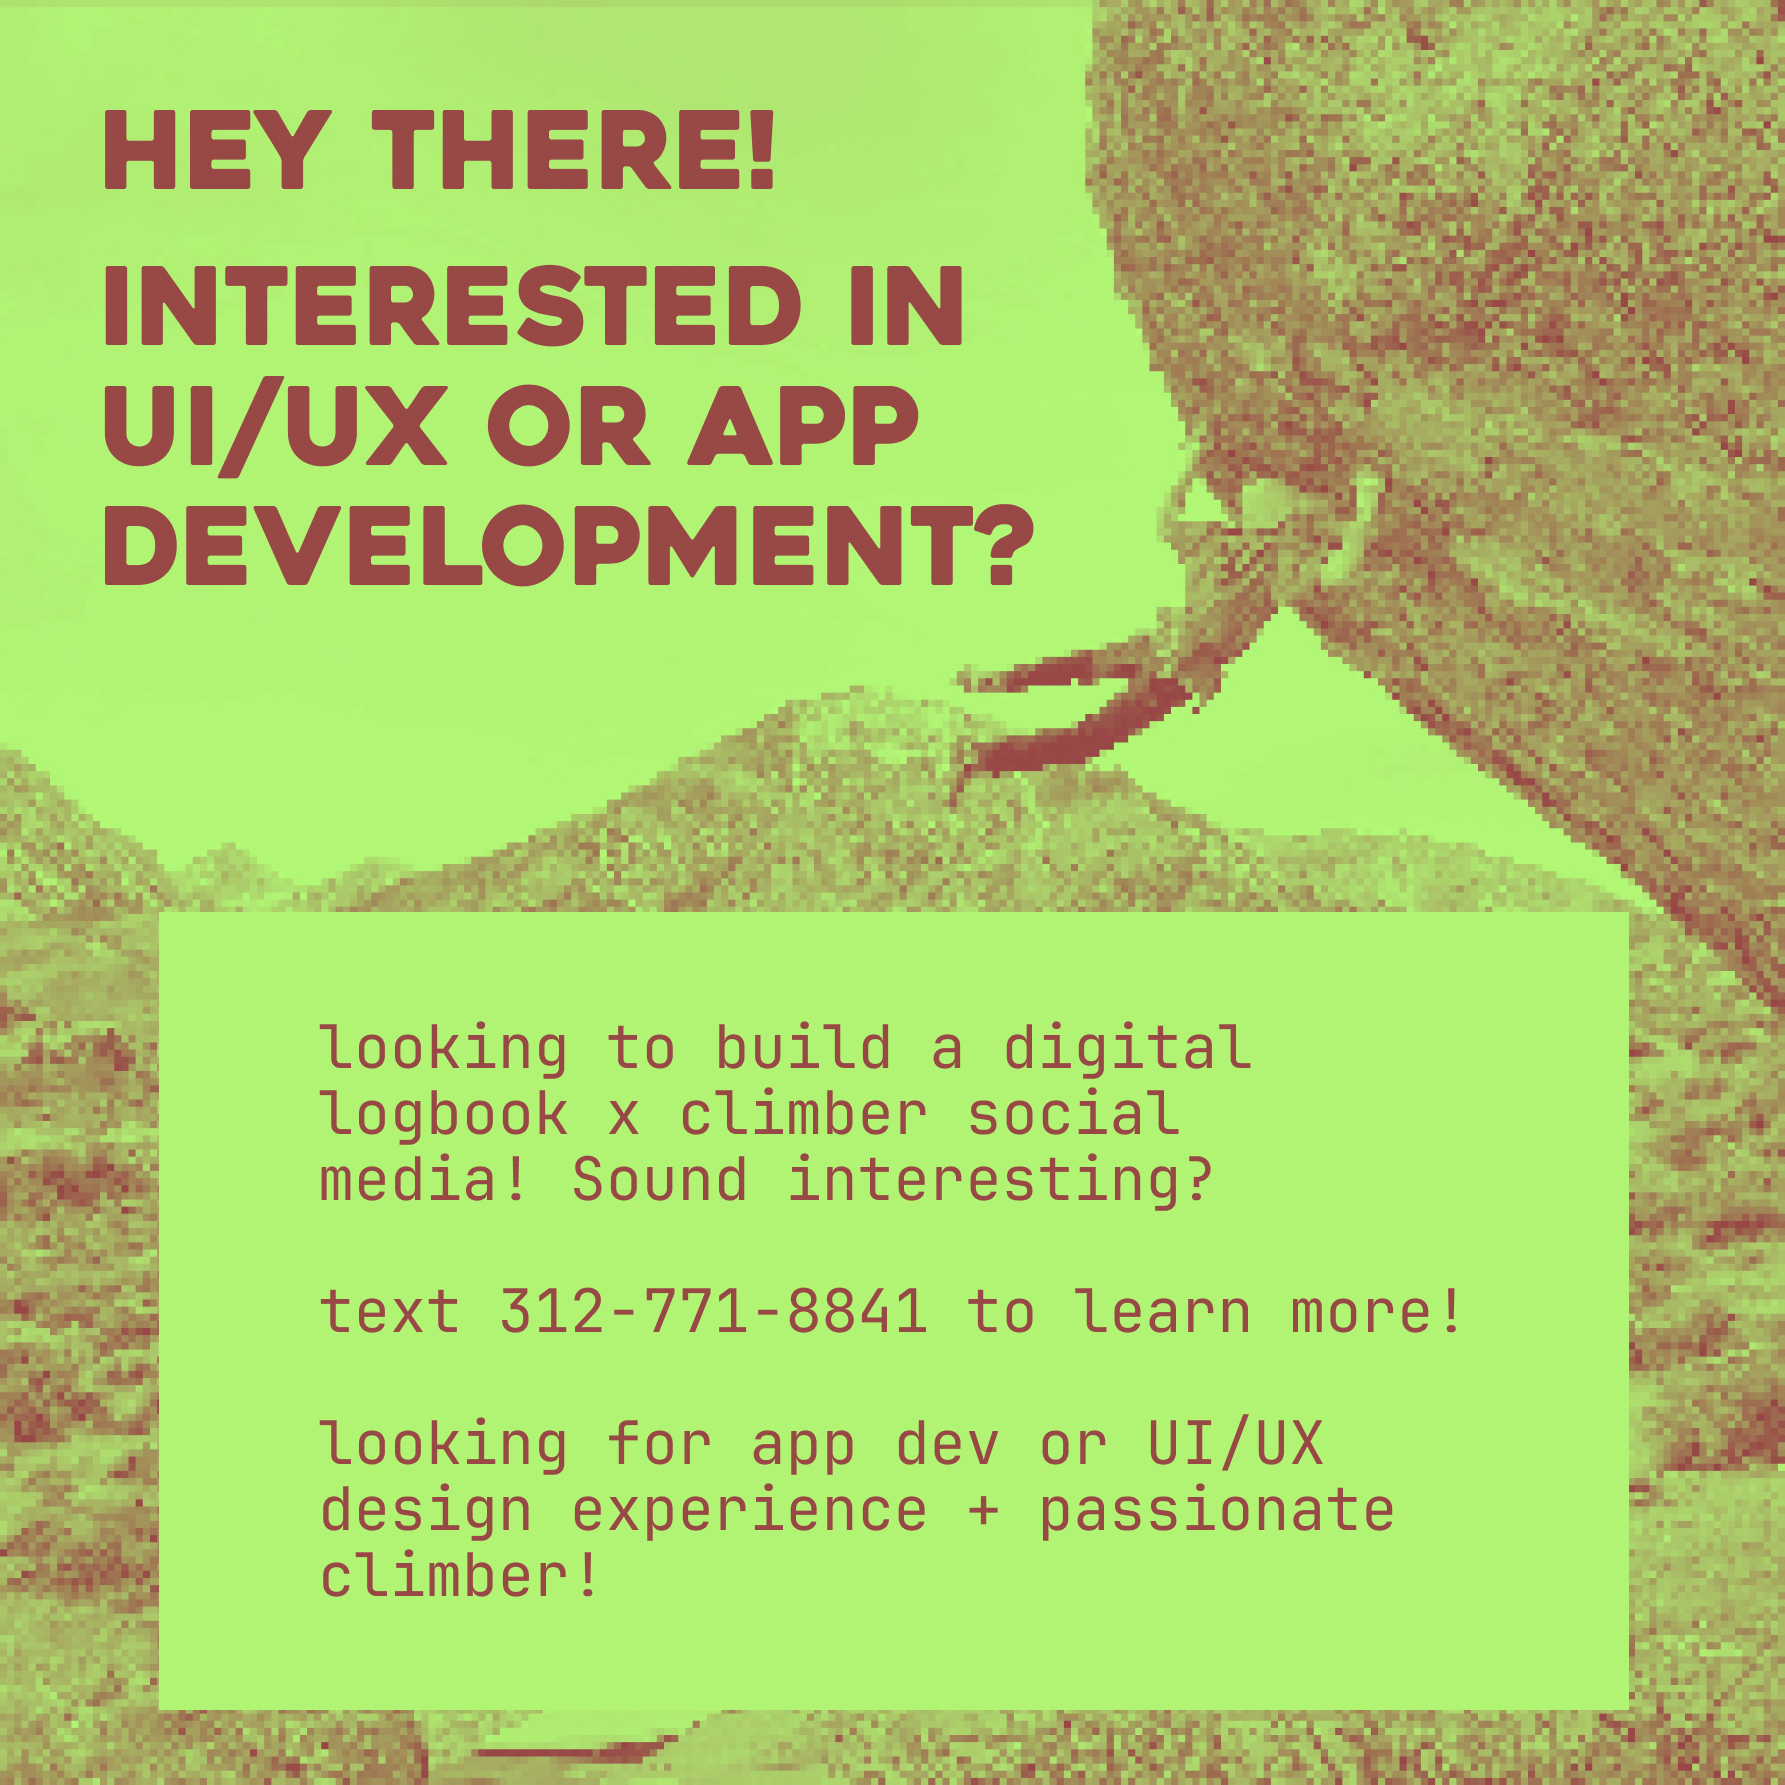 HEY THERE!
INTERESTED IN
UI/UX OR APP
DEVELOPMENT?
looking to build a digital
logbook x climber social
media! Sound interesting?
text 312-771-8841 to learn more!
looking for app dev or UI/UX
design experience + passionate
climber!